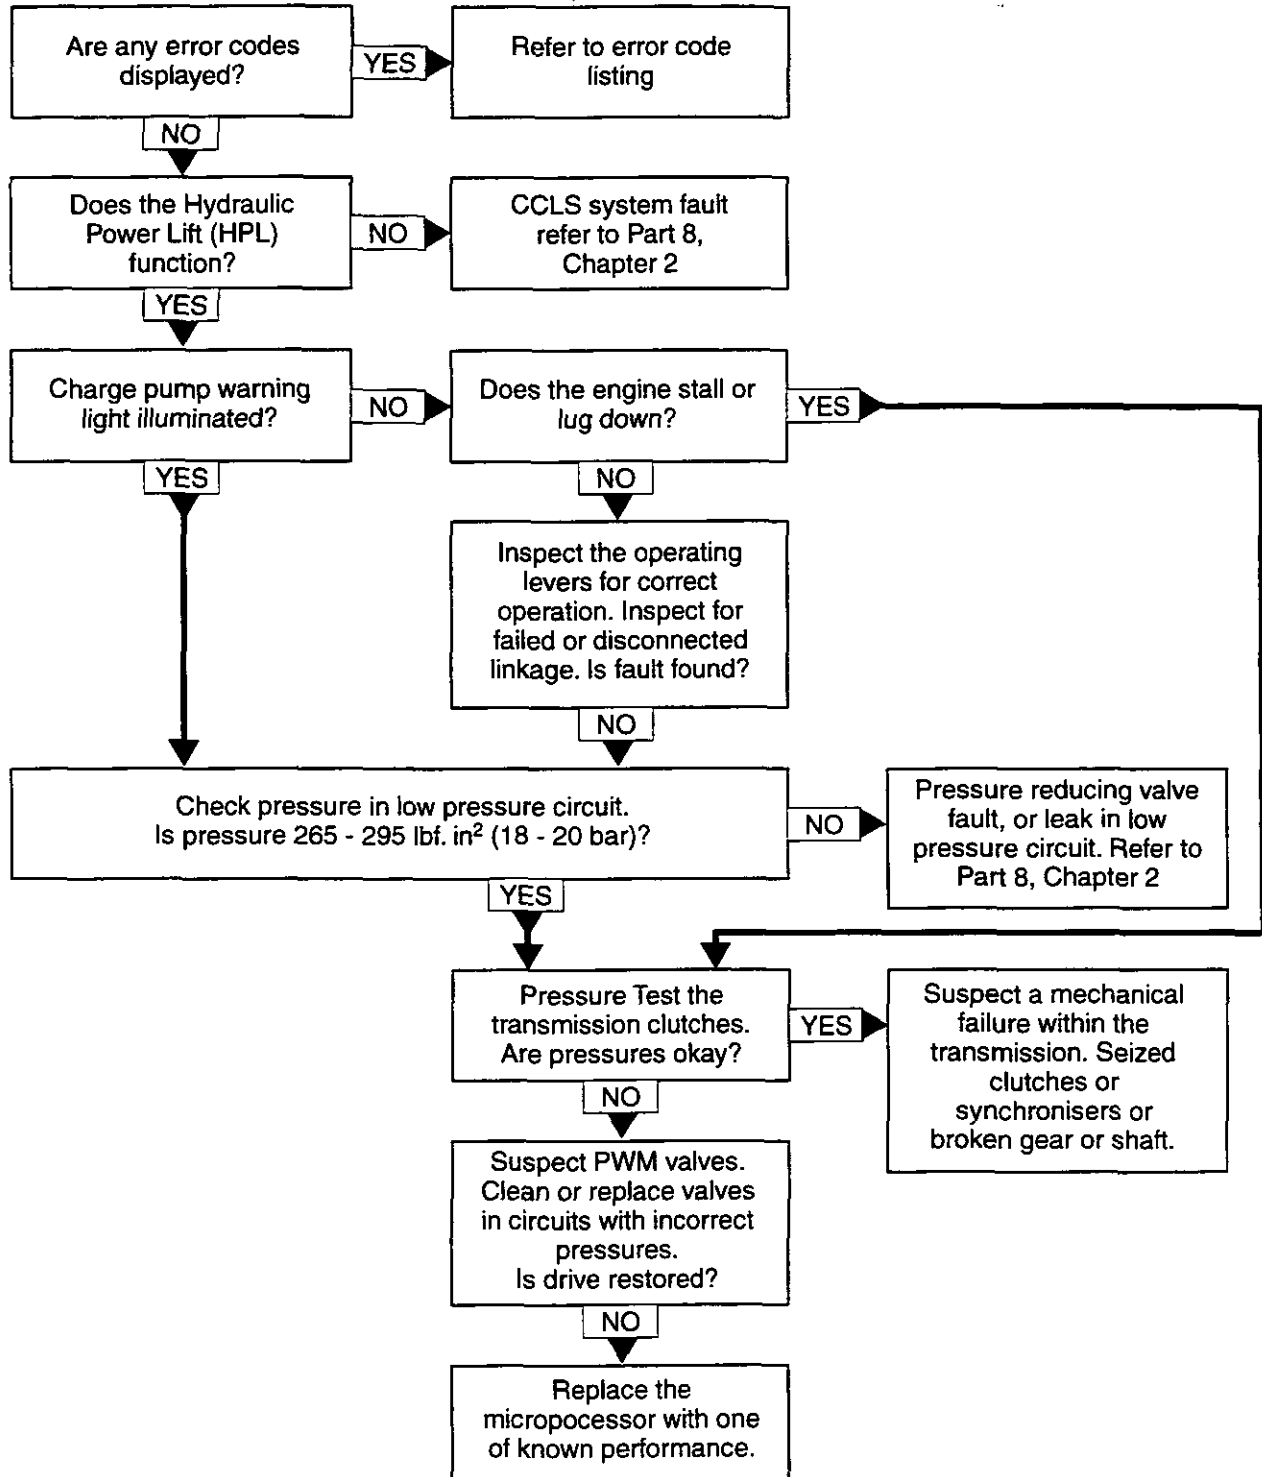 Are any error codes
displayed?
YES
Refer to error code
listing
NO
Does the Hydraulic
Power Lift (HPL)
function?
NO
CCLS system fault
refer to Part 8,
Chapter 2
YES
Charge pump warning
light illuminated?
NO
Does the engine stall or
lug down?
YES
YES
NO
Inspect the operating
levers for correct
operation. Inspect for
failed or disconnected
linkage. Is fault found?
NO
Check pressure in low pressure circuit.
Is pressure 265 - 295 lbf. in² (18 - 20 bar)?
NO
Pressure reducing valve
fault, or leak in low
pressure circuit. Refer to
Part 8, Chapter 2
YES
Pressure Test the
transmission clutches.
Are pressures okay?
YES
Suspect a mechanical
failure within the
transmission. Seized
clutches or
synchronisers or
broken gear or shaft.
NO
Suspect PWM valves.
Clean or replace valves
in circuits with incorrect
pressures.
Is drive restored?
NO
Replace the
micropocessor with one
of known performance.